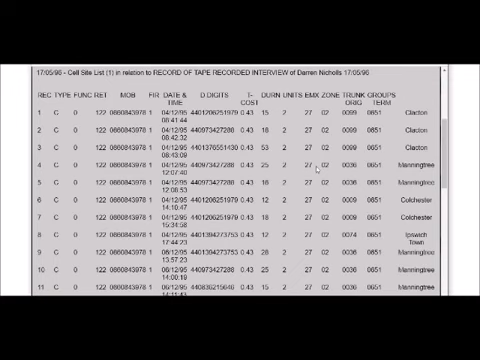 17/05/96 - Cell Site List (1) in relation to RECORD OF TAPE RECORDED INTERVIEW of Darren Nicholls 17/05/96
REC TYPE FUNC RET MOB FIR DATE & TIME D DIGITS T-COST DURN UNITS EMX ZONE TRUNK ORIG GROUPS TERM
1 C 0 122 0860843978 1 04/12/95 08:41:44 4401206251979 0.43 15 2 27 02 0099 0651 Clacton
2 C 0 122 0860843978 1 04/12/95 08:42:32 440973427288 0.43 18 2 27 02 0009 0651 Clacton
3 C 0 122 0860843978 1 04/12/95 08:43:09 4401376551430 0.43 53 2 27 02 0099 0651 Clacton
4 C 0 122 0860843978 1 04/12/95 12:07:40 440973427288 0.43 25 2 27 02 0036 0651 Manningtree
5 C 0 122 0860843978 1 04/12/95 12:08:53 440973427288 0.43 16 2 27 02 0036 0651 Manningtree
6 C 0 122 0860843978 1 04/12/95 14:10:47 4401206251979 0.43 12 2 27 02 0009 0651 Colchester
7 C 0 122 0860843978 1 04/12/95 15:34:58 4401206251979 0.43 18 2 27 02 0009 0651 Colchester
8 C 0 122 0860843978 1 04/12/95 17:44:23 4401394273753 0.43 12 2 27 02 0074 0651 Ipswich Town
9 C 0 122 0860843978 1 06/12/95 13:57:23 4401394273753 0.43 28 2 27 02 0036 0651 Manningtree
10 C 0 122 0860843978 1 06/12/95 14:00:19 440973427288 0.43 25 2 27 02 0036 0651 Manningtree
11 C 0 122 0860843978 1 06/12/95 14:11:43 440836215646 0.43 2 27 02 0036 0651 Manningtree